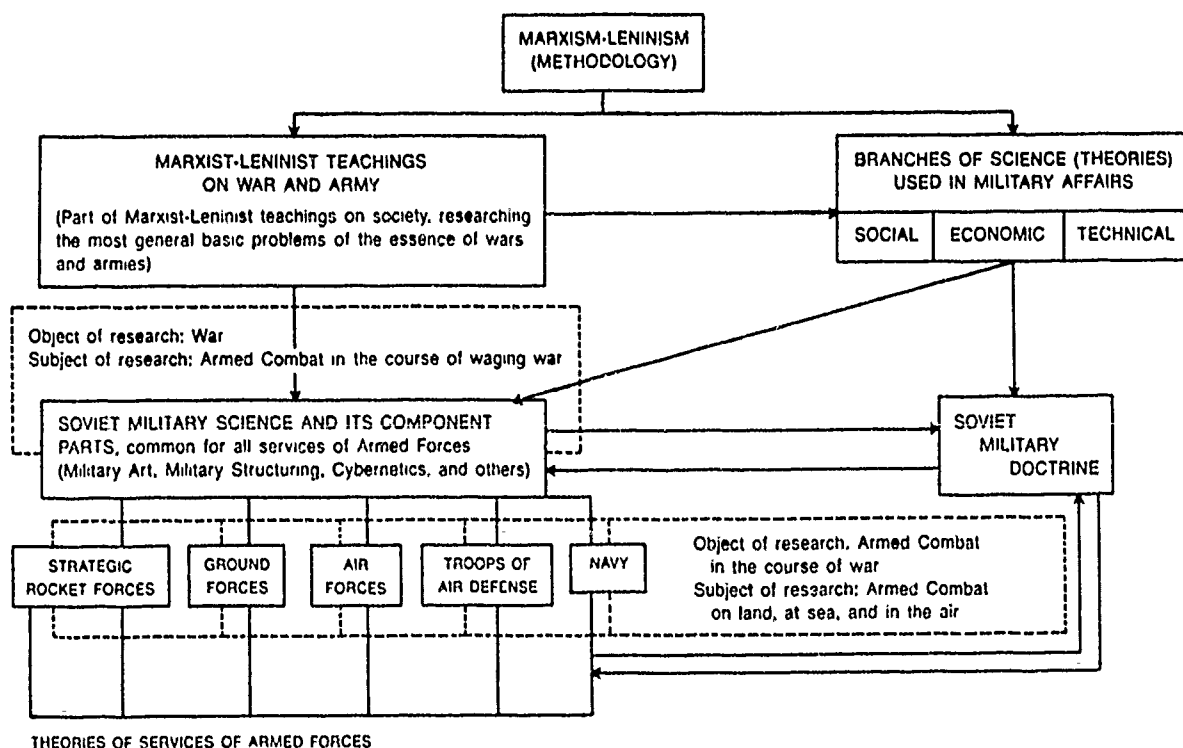 MARXISM-LENINISM
(METHODOLOGY)
MARXIST-LENINIST TEACHINGS
ON WAR AND ARMY
(Part of Marxist-Leninist teachings on society, researching
the most general basic problems of the essence of wars
and armies)
BRANCHES OF SCIENCE (THEORIES)
USED IN MILITARY AFFAIRS
SOCIAL
ECONOMIC
TECHNICAL
Object of research: War
Subject of research: Armed Combat in the course of waging war
SOVIET MILITARY SCIENCE AND ITS COMPONENT
PARTS, common for all services of Armed Forces
(Military Art, Military Structuring, Cybernetics, and others)
SOVIET
MILITARY
DOCTRINE
STRATEGIC
ROCKET FORCES
GROUND
FORCES
AIR
FORCES
TROOPS OF
AIR DEFENSE
NAVY
Object of research. Armed Combat
in the course of war
Subject of research: Armed Combat
on land, at sea, and in the air
THEORIES OF SERVICES OF ARMED FORCES